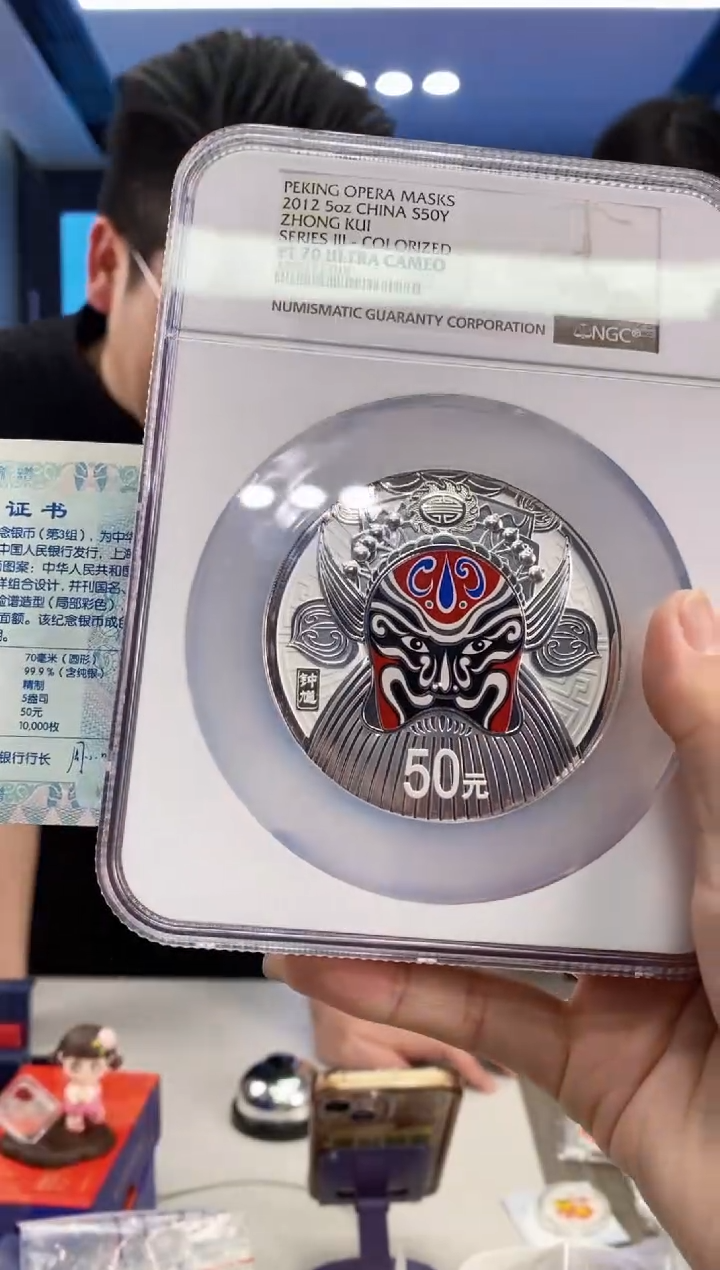 PEKING OPERA MASKS
2012 5oz CHINA S50Y
ZHONG KUI
SERIES III - COLORIZED
PF 70 ULTRA CAMEO
NUMISMATIC GUARANTY CORPORATION
NGC®
钟馗
50元
证书
念银币（第3组），为中华
中国人民银行发行，上海
面图案：中华人民共和国
样组合设计，并刊国名、
脸谱造型（局部彩色）
面额。该纪念银币成色
70毫米（圆形）
99.9%（含纯银）
精制
5盎司
50元
10,000枚
银行行长